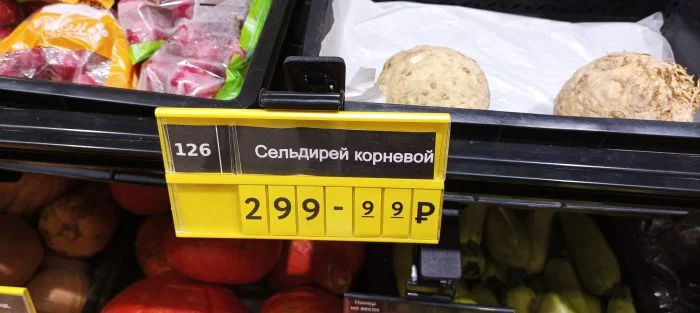 126
Сельдирей корневой
299-99₽
Номер
на весах